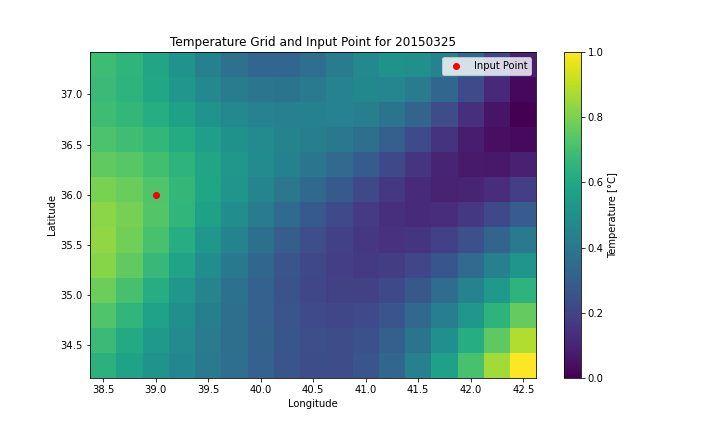 Temperature Grid and Input Point for 20150325
Input Point
37.0
36.5
36.0
35.5
35.0
34.5
Latitude
38.5 39.0 39.5 40.0 40.5 41.0 41.5 42.0 42.5
Longitude
1.0
0.8
0.6
0.4
0.2
0.0
Temperature [°C]